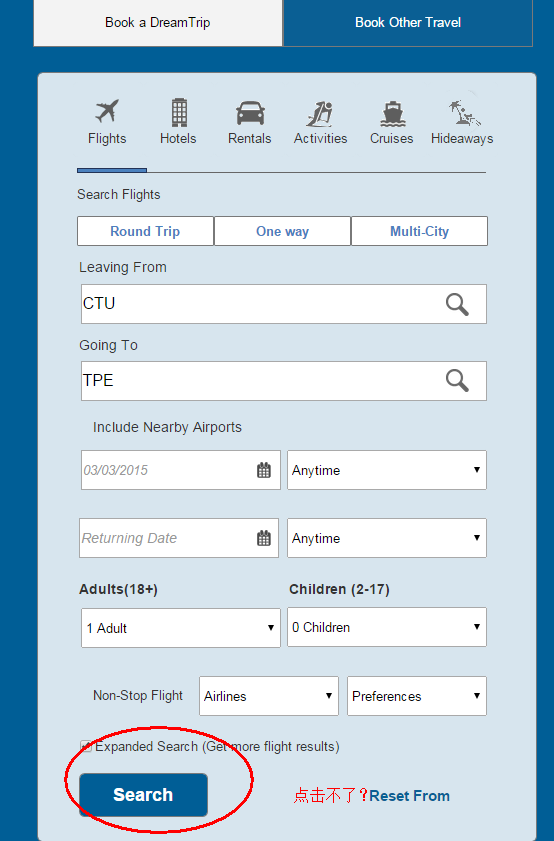 Book a DreamTrip Book Other Travel
Flights Hotels Rentals Activities Cruises Hideaways
Search Flights
Round Trip One way Multi-City
Leaving From
CTU
Going To
TPE
Include Nearby Airports
03/03/2015 Anytime
Returning Date Anytime
Adults(18+) Children (2-17)
1 Adult 0 Children
Non-Stop Flight Airlines Preferences
Expanded Search (Get more flight results)
Search 点击不了?Reset From